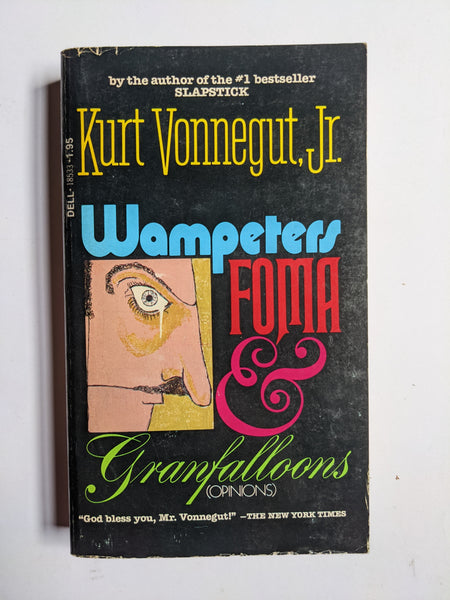 by the author of the #1 bestseller
SLAPSTICK
Kurt Vonnegut, Jr.
DELL • 18533 • 1.95
Wampeters
FOMA
&
Granfalloons
(OPINIONS)
"God bless you, Mr. Vonnegut!" —THE NEW YORK TIMES